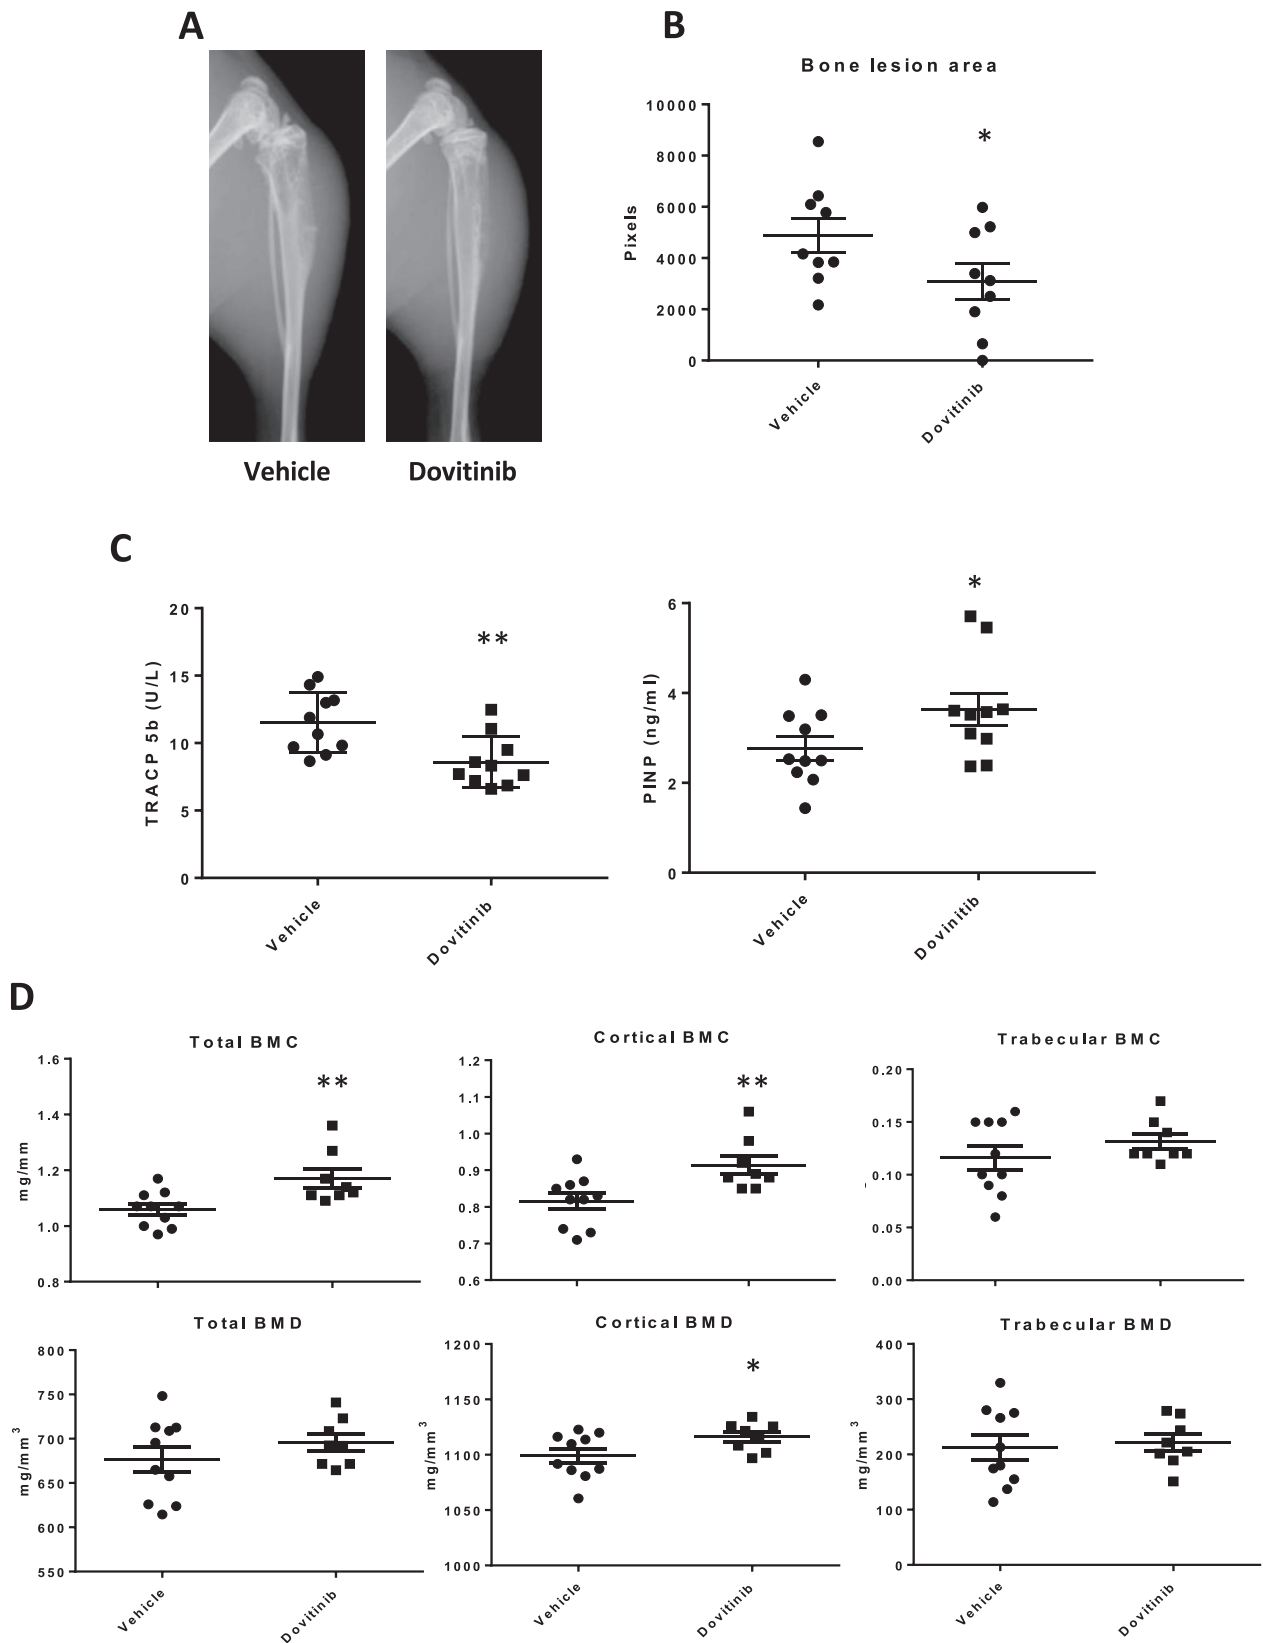 A
B
Bone lesion area
10000
8000
6000
4000
2000
0
Pixels
*
Vehicle
Dovitinib
Vehicle
Dovitinib
C
20
15
10
5
0
TRACP 5b (U/L)
**
Vehicle
Dovitinib
6
4
2
0
PINP (ng/ml)
*
Vehicle
Dovinitib
D
Total BMC
1.6
1.4
1.2
1.0
0.8
mg/mm
**
Cortical BMC
1.2
1.1
1.0
0.9
0.8
0.7
0.6
**
Trabecular BMC
0.20
0.15
0.10
0.05
0.00
Total BMD
800
750
700
650
600
550
mg/mm3
Vehicle
Dovitinib
Cortical BMD
1200
1150
1100
1050
1000
mg/mm3
*
Vehicle
Dovitinib
Trabecular BMD
400
300
200
100
0
mg/mm3
Vehicle
Dovitinib